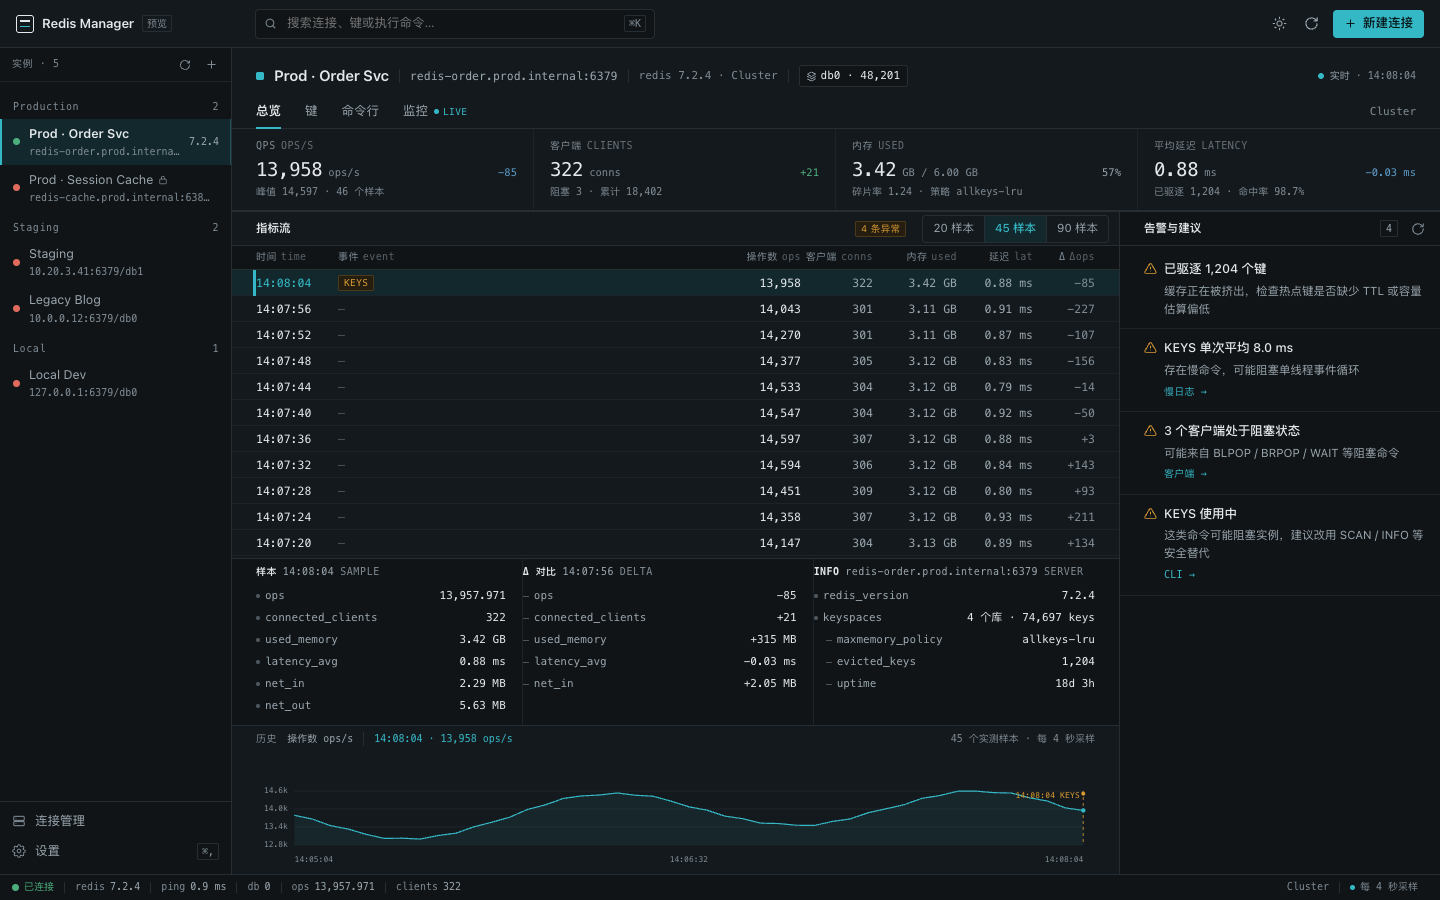 Redis Manager 预览
搜索连接、键或执行命令... ⌘K
新建连接
实例 · 5
Production 2
Prod · Order Svc
redis-order.prod.interna… 7.2.4
Prod · Session Cache
redis-cache.prod.internal:638…
Staging 2
Staging
10.20.3.41:6379/db1
Legacy Blog
10.0.0.12:6379/db0
Local 1
Local Dev
127.0.0.1:6379/db0
连接管理
设置 ⌘,
Prod · Order Svc redis-order.prod.internal:6379 redis 7.2.4 · Cluster db0 · 48,201 实时 · 14:08:04
总览 键 命令行 监控 LIVE Cluster
QPS OPS/S
13,958 ops/s −85
峰值 14,597 · 46 个样本
客户端 CLIENTS
322 conns +21
阻塞 3 · 累计 18,402
内存 USED
3.42 GB / 6.00 GB 57%
碎片率 1.24 · 策略 allkeys-lru
平均延迟 LATENCY
0.88 ms −0.03 ms
已驱逐 1,204 · 命中率 98.7%
指标流 4 条异常 20 样本 45 样本 90 样本
时间 time 事件 event 操作数 ops 客户端 conns 内存 used 延迟 lat Δ Δops
14:08:04 KEYS 13,958 322 3.42 GB 0.88 ms −85
14:07:56 — 14,043 301 3.11 GB 0.91 ms −227
14:07:52 — 14,270 301 3.11 GB 0.87 ms −107
14:07:48 — 14,377 305 3.12 GB 0.83 ms −156
14:07:44 — 14,533 304 3.12 GB 0.79 ms −14
14:07:40 — 14,547 304 3.12 GB 0.92 ms −50
14:07:36 — 14,597 307 3.12 GB 0.88 ms +3
14:07:32 — 14,594 306 3.12 GB 0.84 ms +143
14:07:28 — 14,451 309 3.12 GB 0.80 ms +93
14:07:24 — 14,358 307 3.12 GB 0.93 ms +211
14:07:20 — 14,147 304 3.13 GB 0.89 ms +134
样本 14:08:04 SAMPLE
ops 13,957.971
connected_clients 322
used_memory 3.42 GB
latency_avg 0.88 ms
net_in 2.29 MB
net_out 5.63 MB
Δ 对比 14:07:56 DELTA
— ops −85
— connected_clients +21
— used_memory +315 MB
— latency_avg −0.03 ms
— net_in +2.05 MB
INFO redis-order.prod.internal:6379 SERVER
redis_version 7.2.4
keyspaces 4 个库 · 74,697 keys
— maxmemory_policy allkeys-lru
— evicted_keys 1,204
— uptime 18d 3h
历史 操作数 ops/s 14:08:04 · 13,958 ops/s 45 个实测样本 · 每 4 秒采样
14.6k
14.0k
13.4k
12.8k
14:08:04 KEYS
14:05:04 14:06:32 14:08:04
告警与建议 4
已驱逐 1,204 个键
缓存正在被挤出，检查热点键是否缺少 TTL 或容量
估算偏低
KEYS 单次平均 8.0 ms
存在慢命令，可能阻塞单线程事件循环
慢日志 →
3 个客户端处于阻塞状态
可能来自 BLPOP / BRPOP / WAIT 等阻塞命令
客户端 →
KEYS 使用中
这类命令可能阻塞实例，建议改用 SCAN / INFO 等
安全替代
CLI →
已连接 redis 7.2.4 ping 0.9 ms db 0 ops 13,957.971 clients 322 Cluster 每 4 秒采样